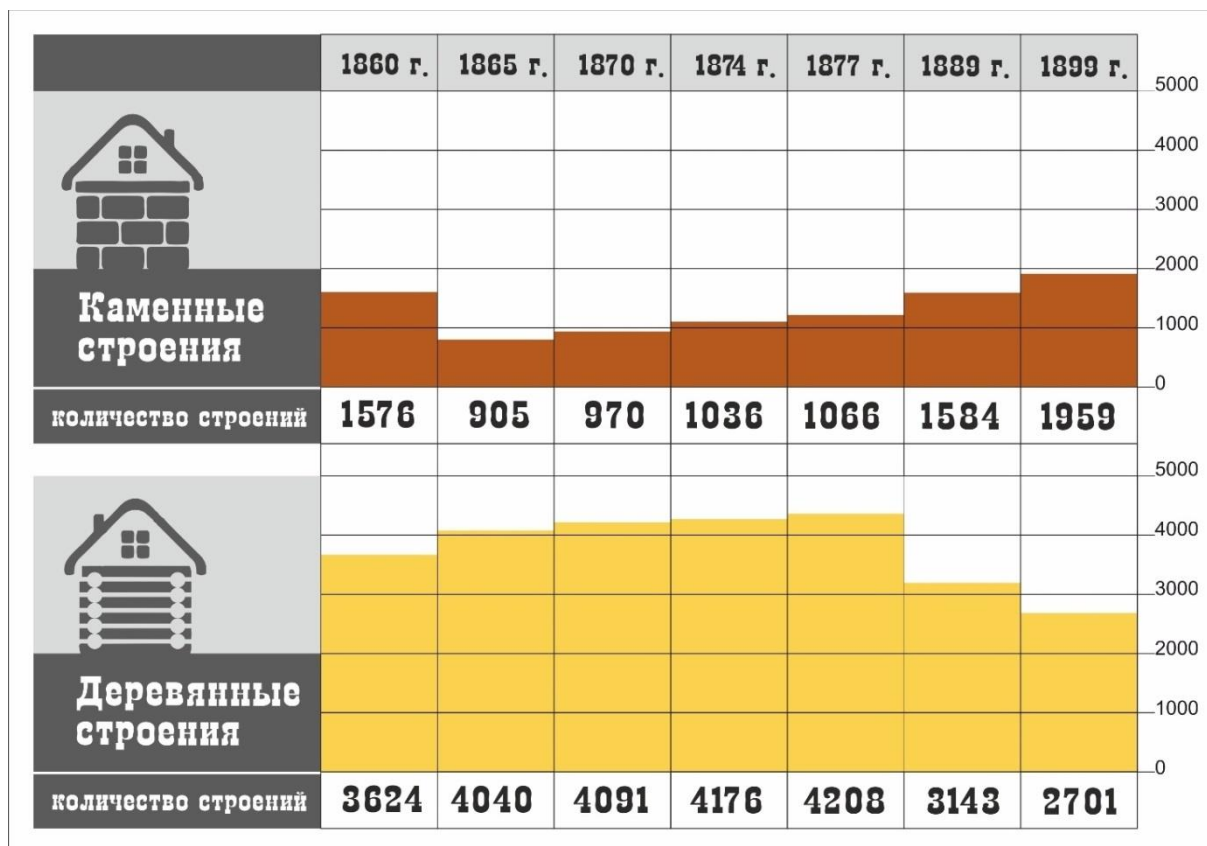 1860 г. 1865 г. 1870 г. 1874 г. 1877 г. 1889 г. 1899 г.
5000
4000
3000
2000
1000
0
Каменные
строения
количество строений 1576 905 970 1036 1066 1584 1959
5000
4000
3000
2000
1000
0
Деревянные
строения
количество строений 3624 4040 4091 4176 4208 3143 2701